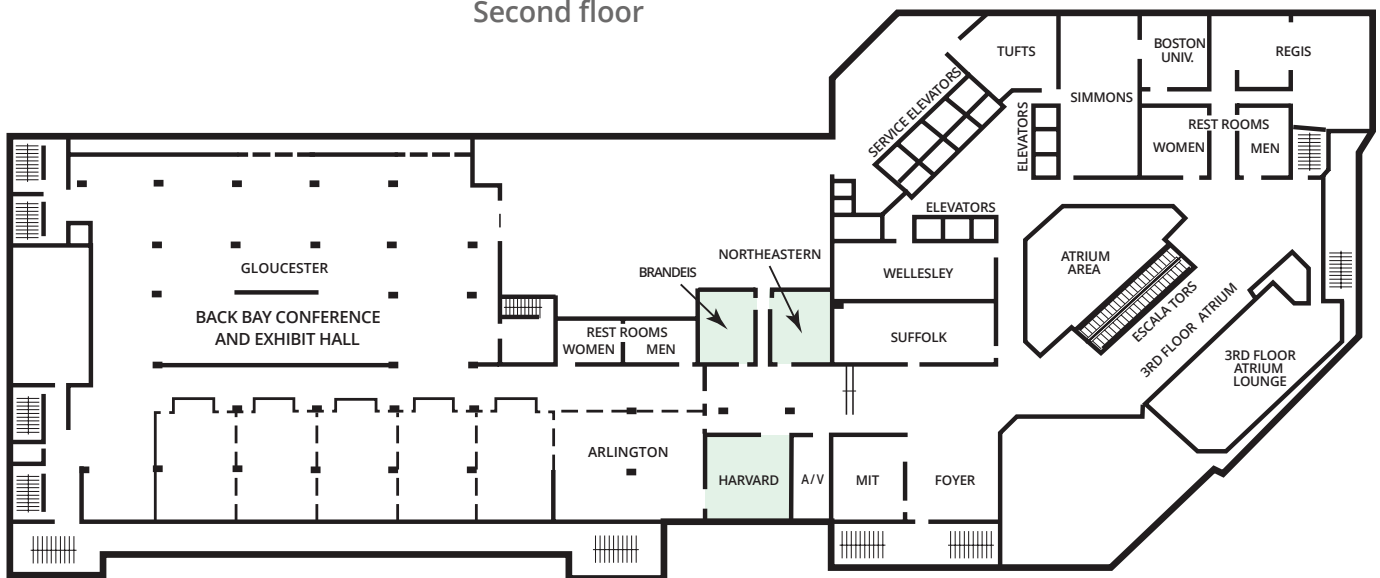 Second floor
TUFTS
BOSTON
UNIV.
REGIS
SIMMONS
SERVICE ELEVATORS
ELEVATORS
REST ROOMS
WOMEN
MEN
ELEVATORS
NORTHEASTERN
BRANDEIS
GLOUCESTER
BACK BAY CONFERENCE
AND EXHIBIT HALL
WELLESLEY
ATRIUM
AREA
ESCALATORS
3RD FLOOR ATRIUM
REST ROOMS
WOMEN
MEN
SUFFOLK
3RD FLOOR
ATRIUM
LOUNGE
ARLINGTON
HARVARD
A/V
MIT
FOYER